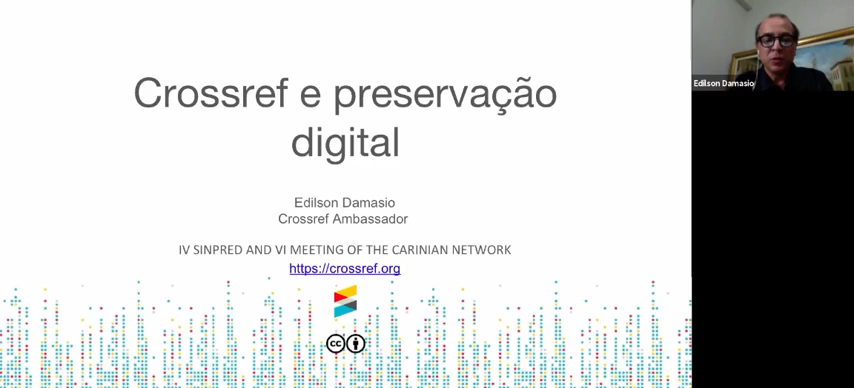 Crossref e preservação
digital
Edilson Damasio
Crossref Ambassador
IV SINPRED AND VI MEETING OF THE CARINIAN NETWORK
https://crossref.org
cc
Edilson Damasio